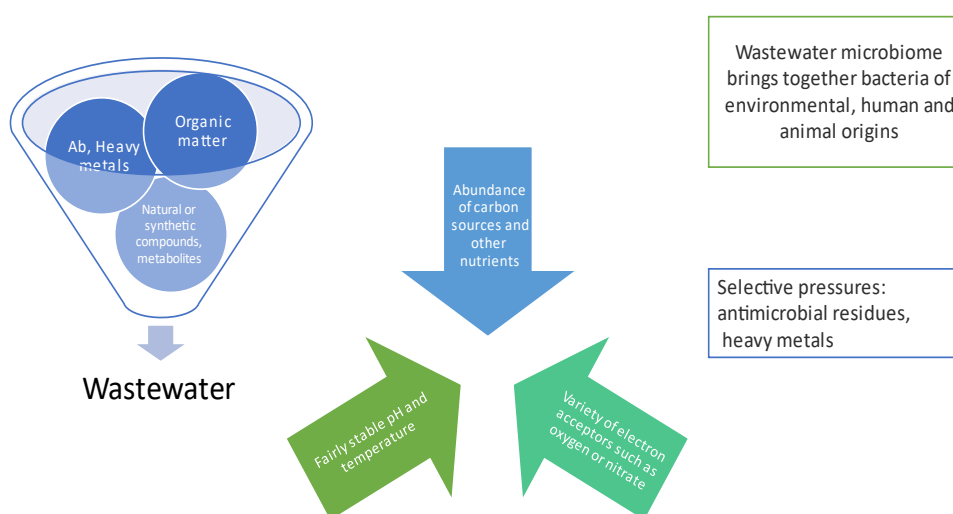 Ab, Heavy
metals
Organic
matter
Natural or
synthetic
compounds,
metabolites
Wastewater
Abundance
of carbon
sources and
other
nutrients
Fairly stable pH and
temperature
Variety of electron
acceptors such as
oxygen or nitrate
Wastewater microbiome
brings together bacteria of
environmental, human and
animal origins
Selective pressures:
antimicrobial residues,
heavy metals